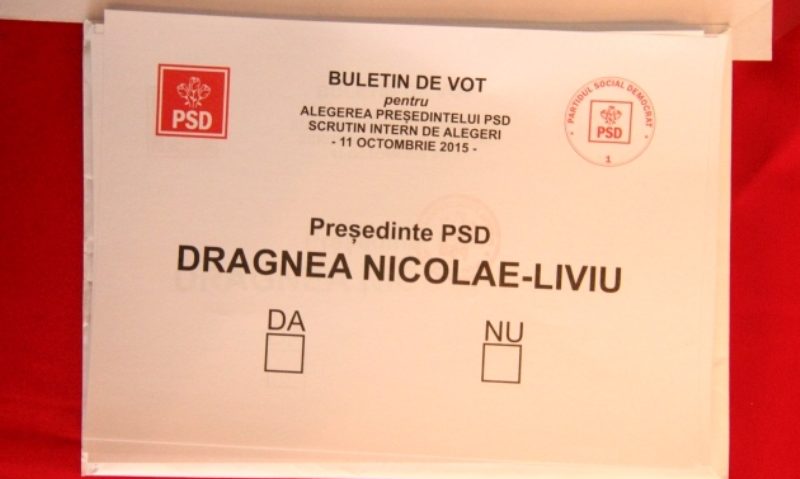 PSD
BULETIN DE VOT
pentru
ALEGEREA PREȘEDINTELUI PSD
SCRUTIN INTERN DE ALEGERI
- 11 OCTOMBRIE 2015 -
• PARTIDUL SOCIAL DEMOCRAT •
PSD
1
Președinte PSD
DRAGNEA NICOLAE-LIVIU
DA
NU